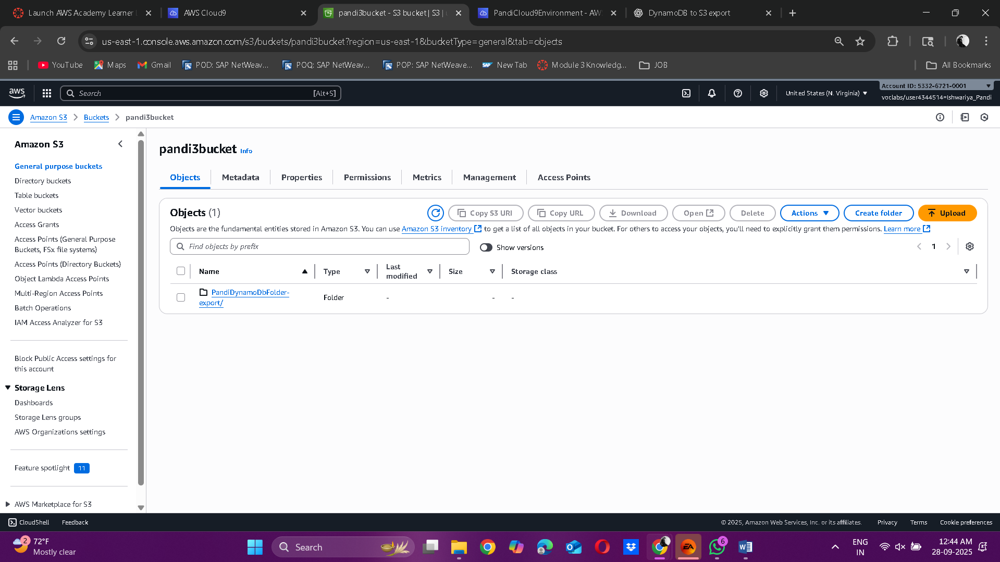 Launch AWS Academy Learner
AWS Cloud9
pandi3bucket - S3 bucket | S3 |
PandiCloud9Environment - AW
DynamoDB to S3 export
us-east-1.console.aws.amazon.com/s3/buckets/pandi3bucket?region=us-east-1&bucketType=general&tab=objects
YouTube
Maps
Gmail
POD: SAP NetWeav...
POQ: SAP NetWeav...
POP: SAP NetWeave...
SAP
New Tab
Module 3 Knowledg...
JOB
All Bookmarks
aws
Search
[Alt+S]
United States (N. Virginia)
Account ID: 5332-6721-0001
voclabs/user4344514=Ishwariya_Pandi
Amazon S3
Buckets
pandi3bucket
Amazon S3
General purpose buckets
Directory buckets
Table buckets
Vector buckets
Access Grants
Access Points (General Purpose
Buckets, FSx file systems)
Access Points (Directory Buckets)
Object Lambda Access Points
Multi-Region Access Points
Batch Operations
IAM Access Analyzer for S3
Block Public Access settings for
this account
Storage Lens
Dashboards
Storage Lens groups
AWS Organizations settings
Feature spotlight 11
AWS Marketplace for S3
pandi3bucket Info
Objects
Metadata
Properties
Permissions
Metrics
Management
Access Points
Objects (1)
Copy S3 URI
Copy URL
Download
Open
Delete
Actions
Create folder
Upload
Objects are the fundamental entities stored in Amazon S3. You can use Amazon S3 inventory to get a list of all objects in your bucket. For others to access your objects, you'll need to explicitly grant them permissions. Learn more
Find objects by prefix
Show versions
1
Name
Type
Last
modified
Size
Storage class
PandiDynamoDbFolder-
export/
Folder
-
-
-
CloudShell
Feedback
© 2025, Amazon Web Services, Inc. or its affiliates.
Privacy
Terms
Cookie preferences
2
72°F
Mostly clear
Search
EA
6
ENG
IN
12:44 AM
28-09-2025